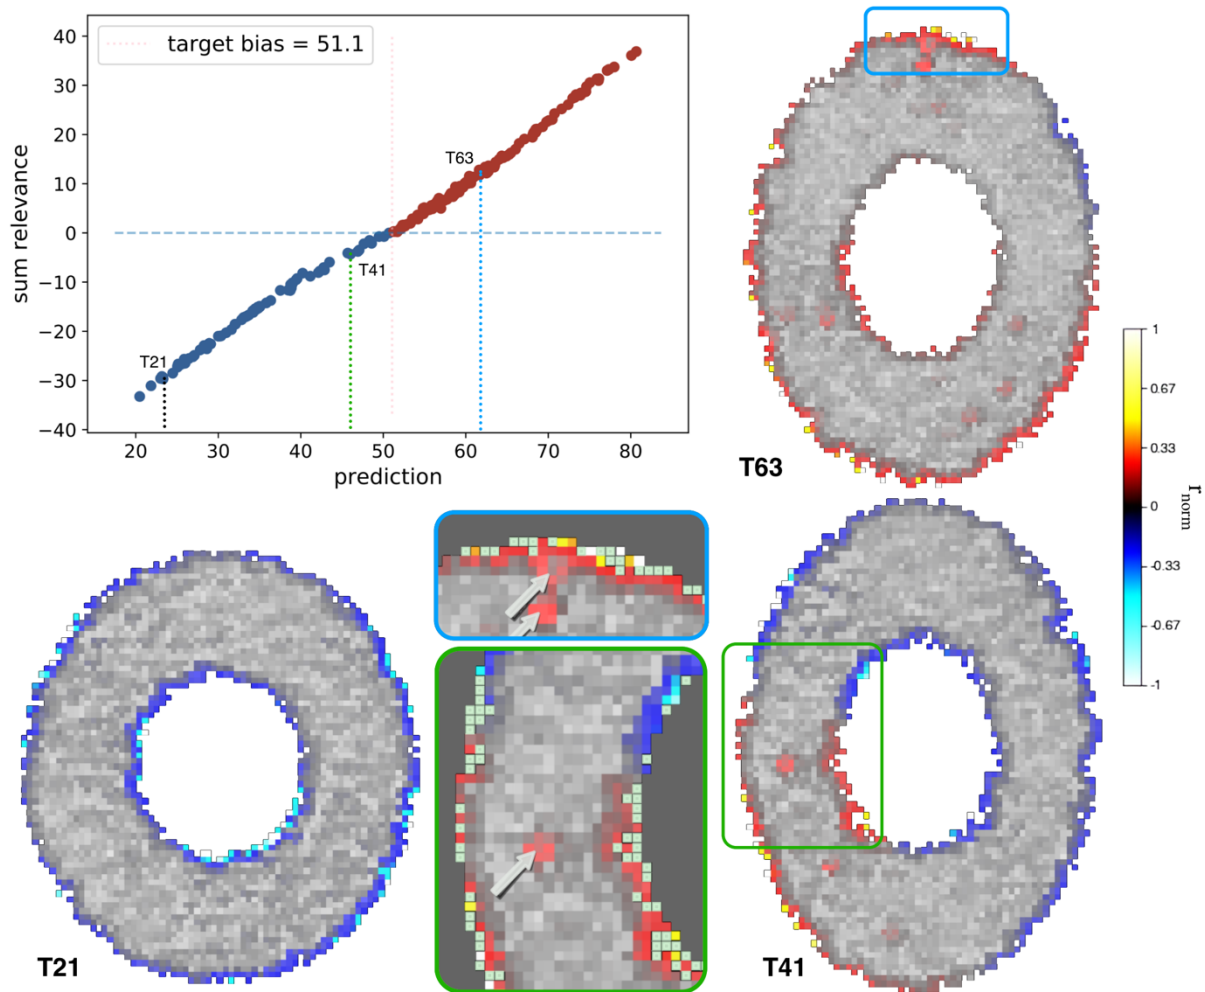 target bias = 51.1
40
30
20
10
0
−10
−20
−30
−40
sum relevance
T63
T41
T21
20
30
40
50
60
70
80
prediction
T63
1
0.67
0.33
0
-0.33
-0.67
-1
r_norm
T21
T41